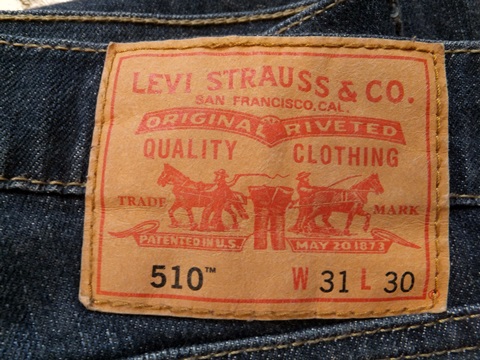 LEVI STRAUSS & CO.
SAN FRANCISCO, CAL.
ORIGINAL RIVETED
QUALITY CLOTHING
TRADE MARK
PATENTED IN U.S. MAY 20 1873
510™ W 31 L 30